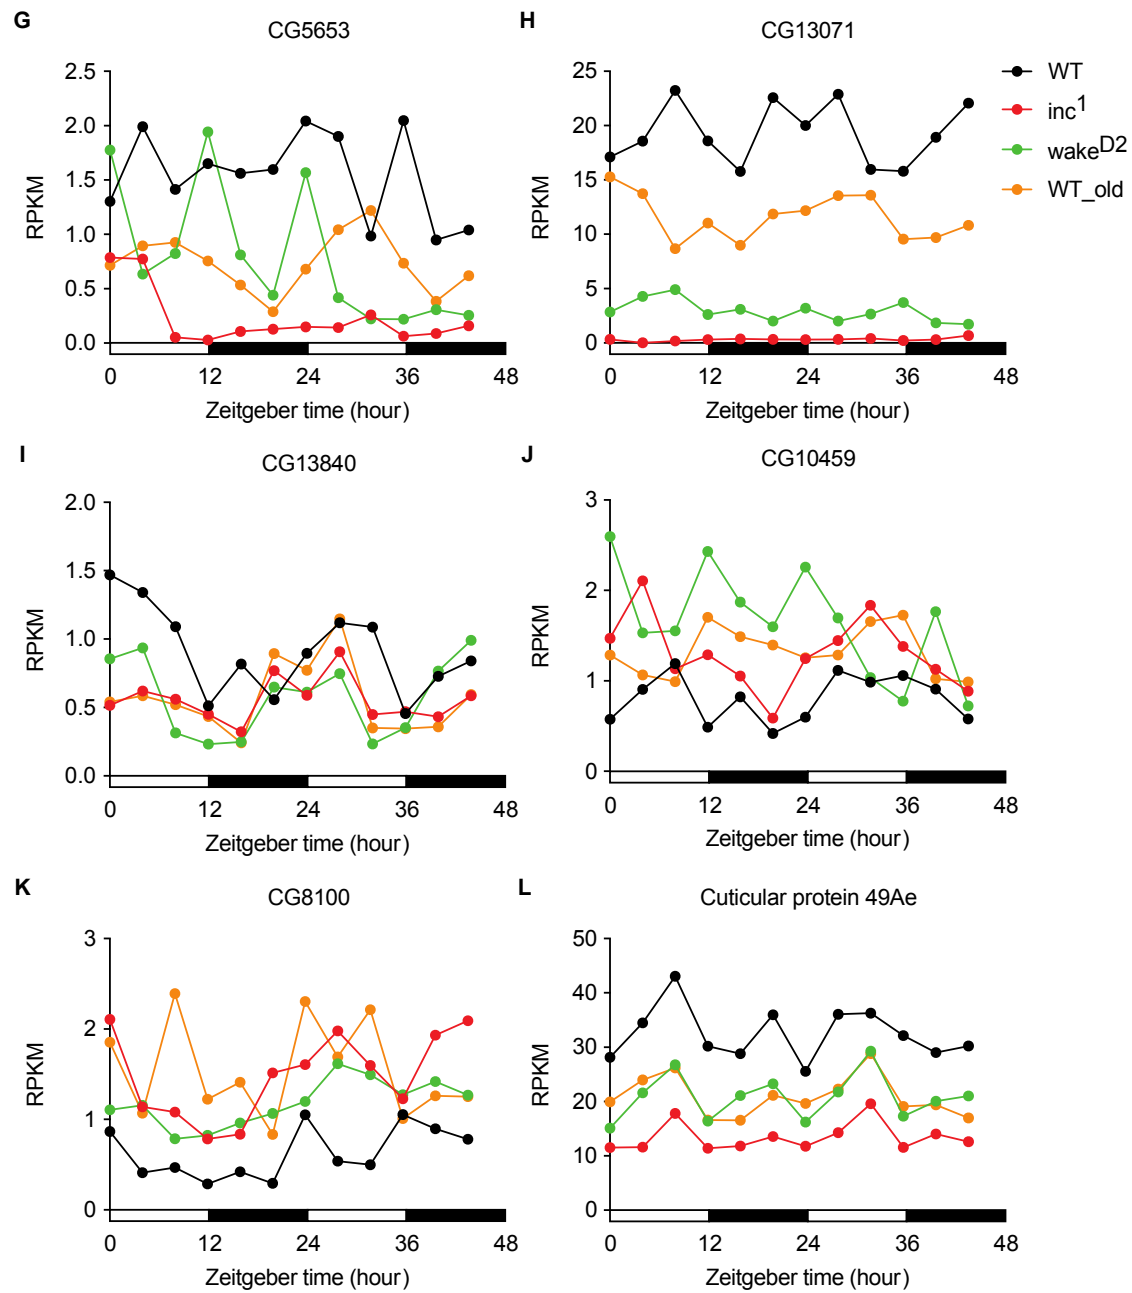 G
CG5653
2.5
2.0
1.5
1.0
0.5
0.0
RPKM
0 12 24 36 48
Zeitgeber time (hour)
H
CG13071
25
20
15
10
5
0
RPKM
0 12 24 36 48
Zeitgeber time (hour)
WT
inc1
wakeD2
WT_old
I
CG13840
2.0
1.5
1.0
0.5
0.0
RPKM
0 12 24 36 48
Zeitgeber time (hour)
J
CG10459
3
2
1
0
RPKM
0 12 24 36 48
Zeitgeber time (hour)
K
CG8100
3
2
1
0
RPKM
0 12 24 36 48
Zeitgeber time (hour)
L
Cuticular protein 49Ae
50
40
30
20
10
0
RPKM
0 12 24 36 48
Zeitgeber time (hour)